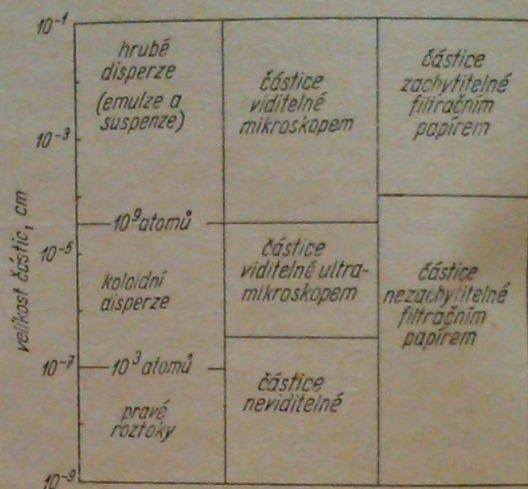 velikost částic, cm
10⁻¹
10⁻³
10⁻⁵
10⁻⁷
10⁻⁹
hrubé
disperze
(emulze a
suspenze)
10⁹ atomů
koloidní
disperze
10³ atomů
pravé
roztoky
částice
viditelné
mikroskopem
částice
viditelné ultra-
mikroskopem
částice
neviditelné
částice
zachytitelné
filtračním
papírem
částice
nezachytitelné
filtračním
papírem